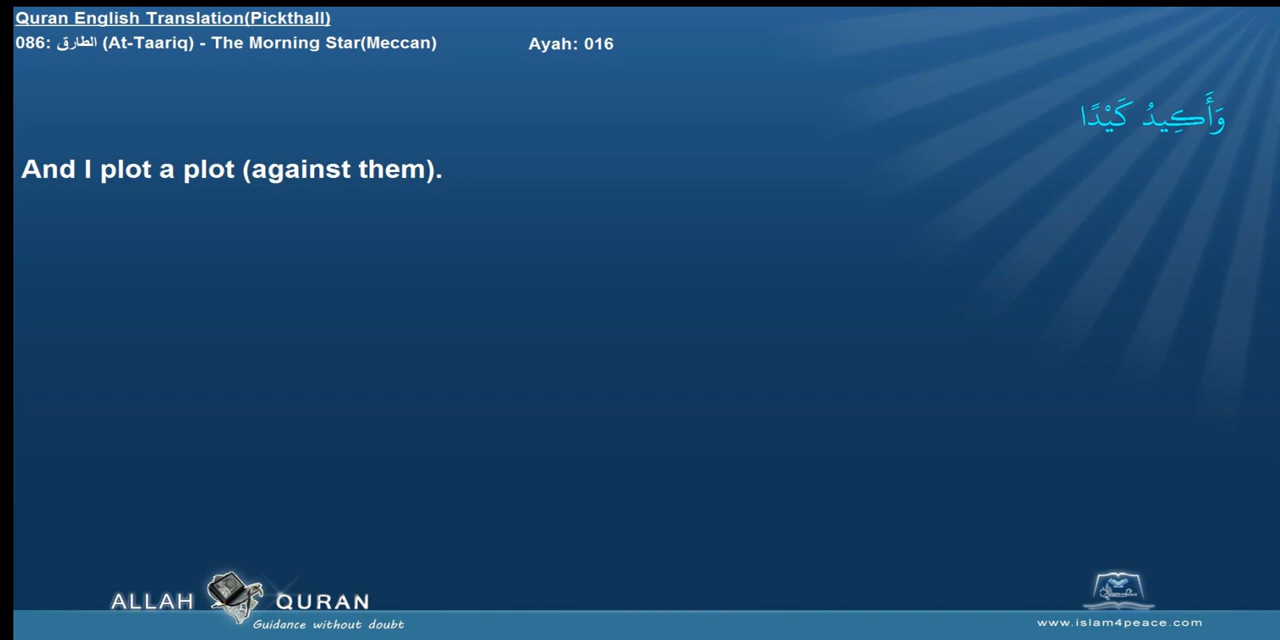 Quran English Translation(Pickthall)
086: الطارق (At-Taariq) - The Morning Star(Meccan) Ayah: 016
وَأَكِيدُ كَيْدًا
And I plot a plot (against them).
ALLAH QURAN
Guidance without doubt
www.islam4peace.com